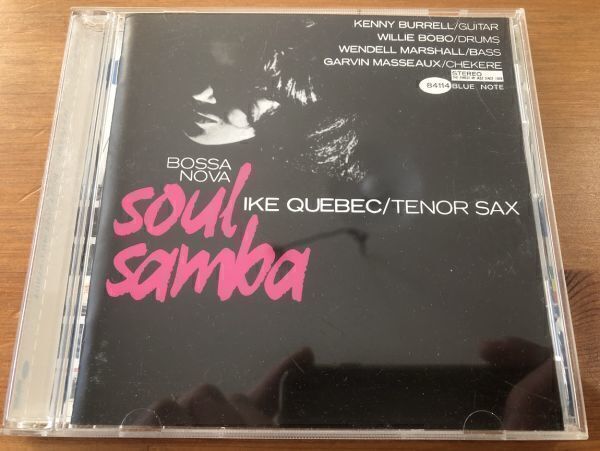 KENNY BURRELL/GUITAR
WILLIE BOBO/DRUMS
WENDELL MARSHALL/BASS
GARVIN MASSEAUX/CHEKERE
STEREO
84114 BLUE NOTE
BOSSA
NOVA
soul
IKE QUEBEC/TENOR SAX
samba